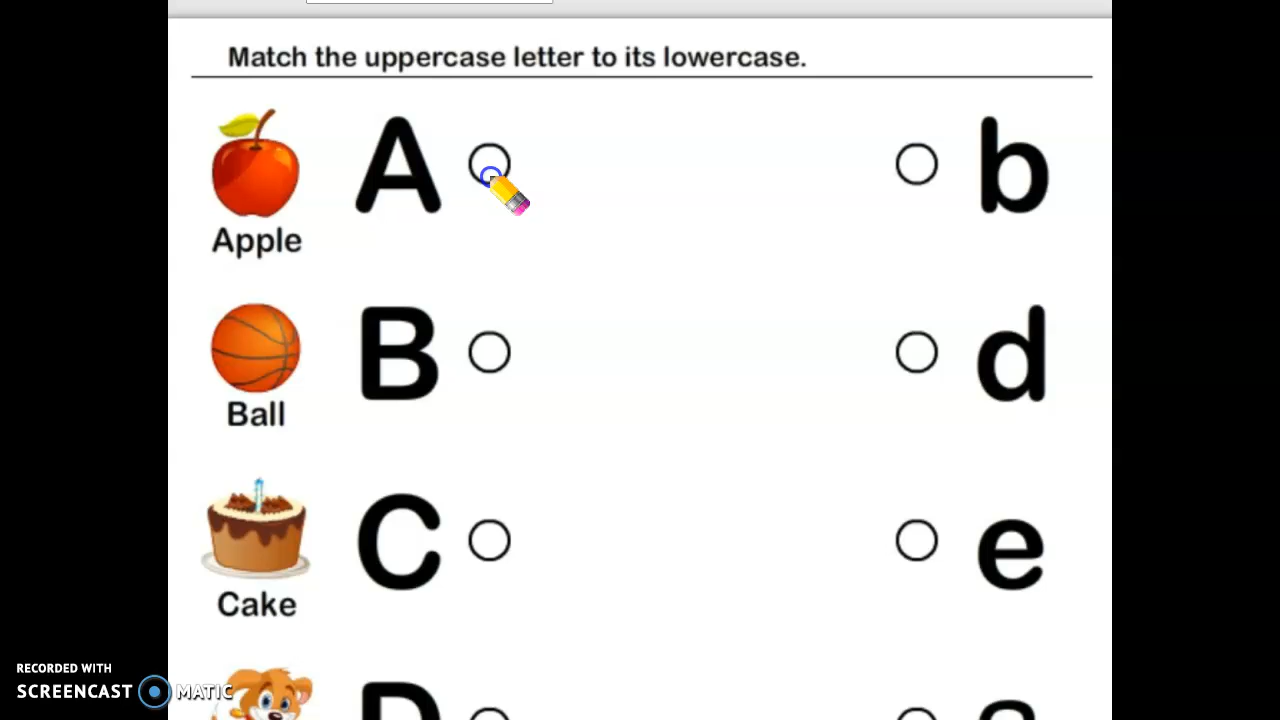 Match the uppercase letter to its lowercase.
A b
Apple
B d
Ball
C e
Cake
D
RECORDED WITH
SCREENCAST MATIC